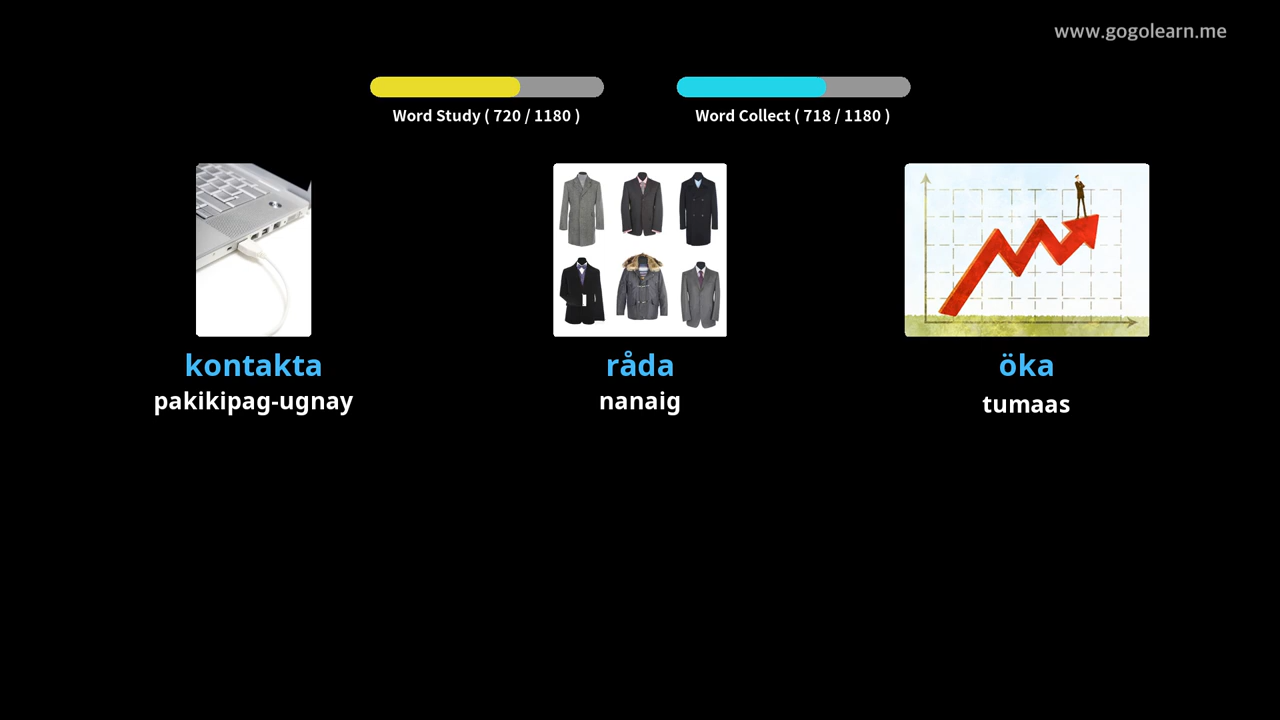 www.gogolearn.me
Word Study ( 720 / 1180 )
Word Collect ( 718 / 1180 )
kontakta
pakikipag-ugnay
råda
nanaig
öka
tumaas